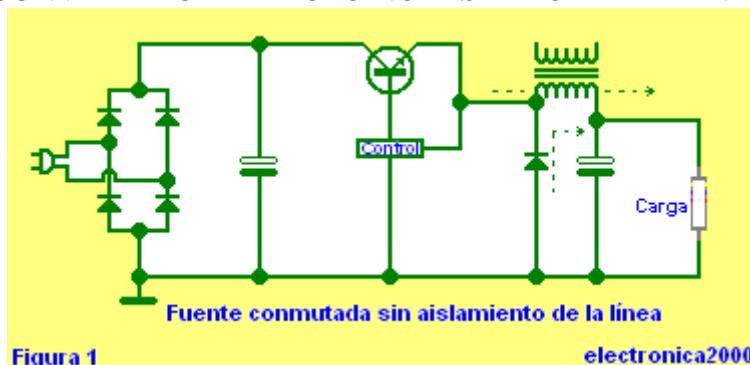 Control
Carga
Fuente conmutada sin aislamiento de la línea
Figura 1
electronica2000